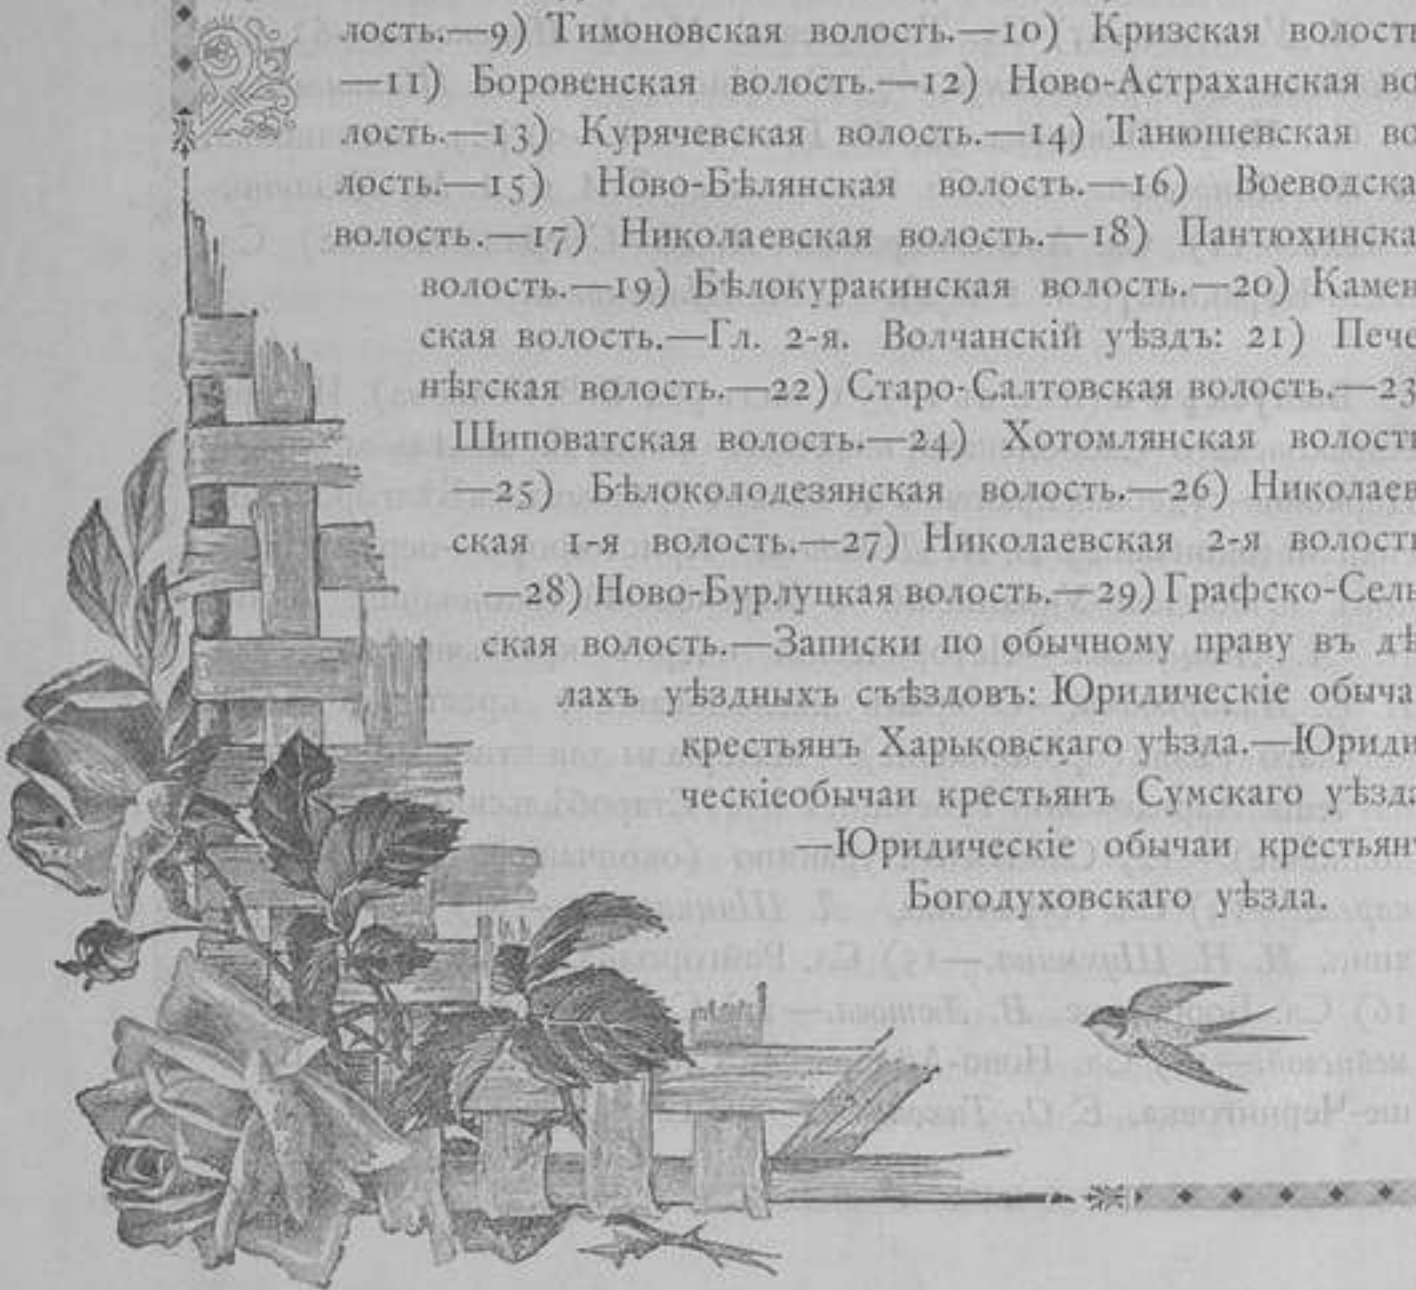 лость.—9) Тимоновская волость.—10) Кризская волость
—11) Боровенская волость.—12) Ново-Астраханская во
лость.—13) Курячевская волость.—14) Танюшевская во
лость.—15) Ново-Бѣлянская волость.—16) Воеводска
волость.—17) Николаевская волость.—18) Пантюхинска
волость.—19) Бѣлокуракинская волость.—20) Камен
ская волость.—Гл. 2-я. Волчанскій уѣздъ: 21) Пече
нѣгская волость.—22) Старо-Салтовская волость.—23
Шиповатская волость.—24) Хотомлянская волость
—25) Бѣлоколодезянская волость.—26) Николаев
ская 1-я волость.—27) Николаевская 2-я волость
—28) Ново-Бурлуцкая волость.—29) Графско-Сель
ская волость.—Записки по обычному праву въ дѣ
лахъ уѣздныхъ съѣздовъ: Юридическіе обыча
крестьянъ Харьковскаго уѣзда.—Юриди
ческіеобычаи крестьянъ Сумскаго уѣзда
—Юридическіе обычаи крестьян
Богодуховскаго уѣзда.